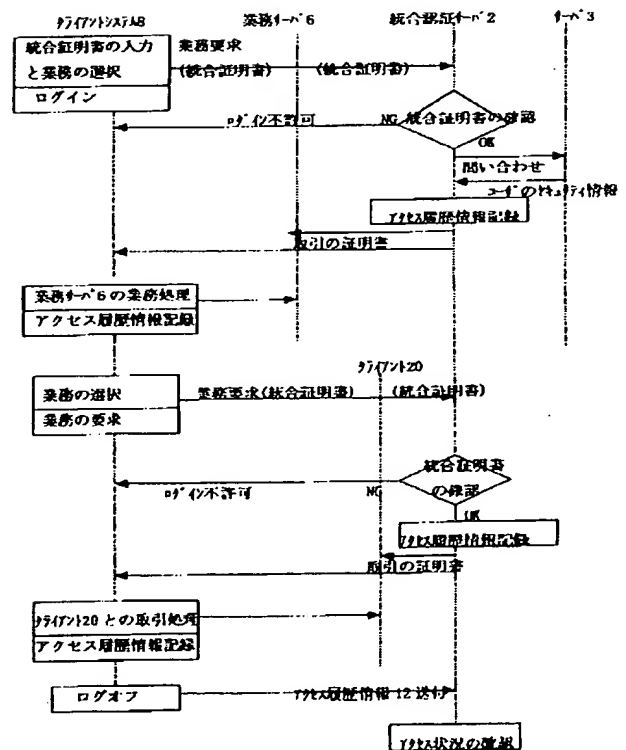 クライアントシステム8
業務サーバ6
統合認証サーバ2
サーバ3
統合証明書の入力
と業務の選択
ログイン
業務要求
(統合証明書)
(統合証明書)
ログイン不許可
NG
統合証明書の確認
OK
問い合わせ
ユーザのセキュリティ情報
アクセス履歴情報記録
取引の証明書
業務サーバ6の業務処理
アクセス履歴情報記録
クライアント20
業務の選択
業務の要求
業務要求(統合証明書)
(統合証明書)
統合証明書
の確認
ログイン不許可
NG
OK
アクセス履歴情報記録
取引の証明書
クライアント20との取引処理
アクセス履歴情報記録
ログオフ
アクセス履歴情報12送付
アクセス状況の確認